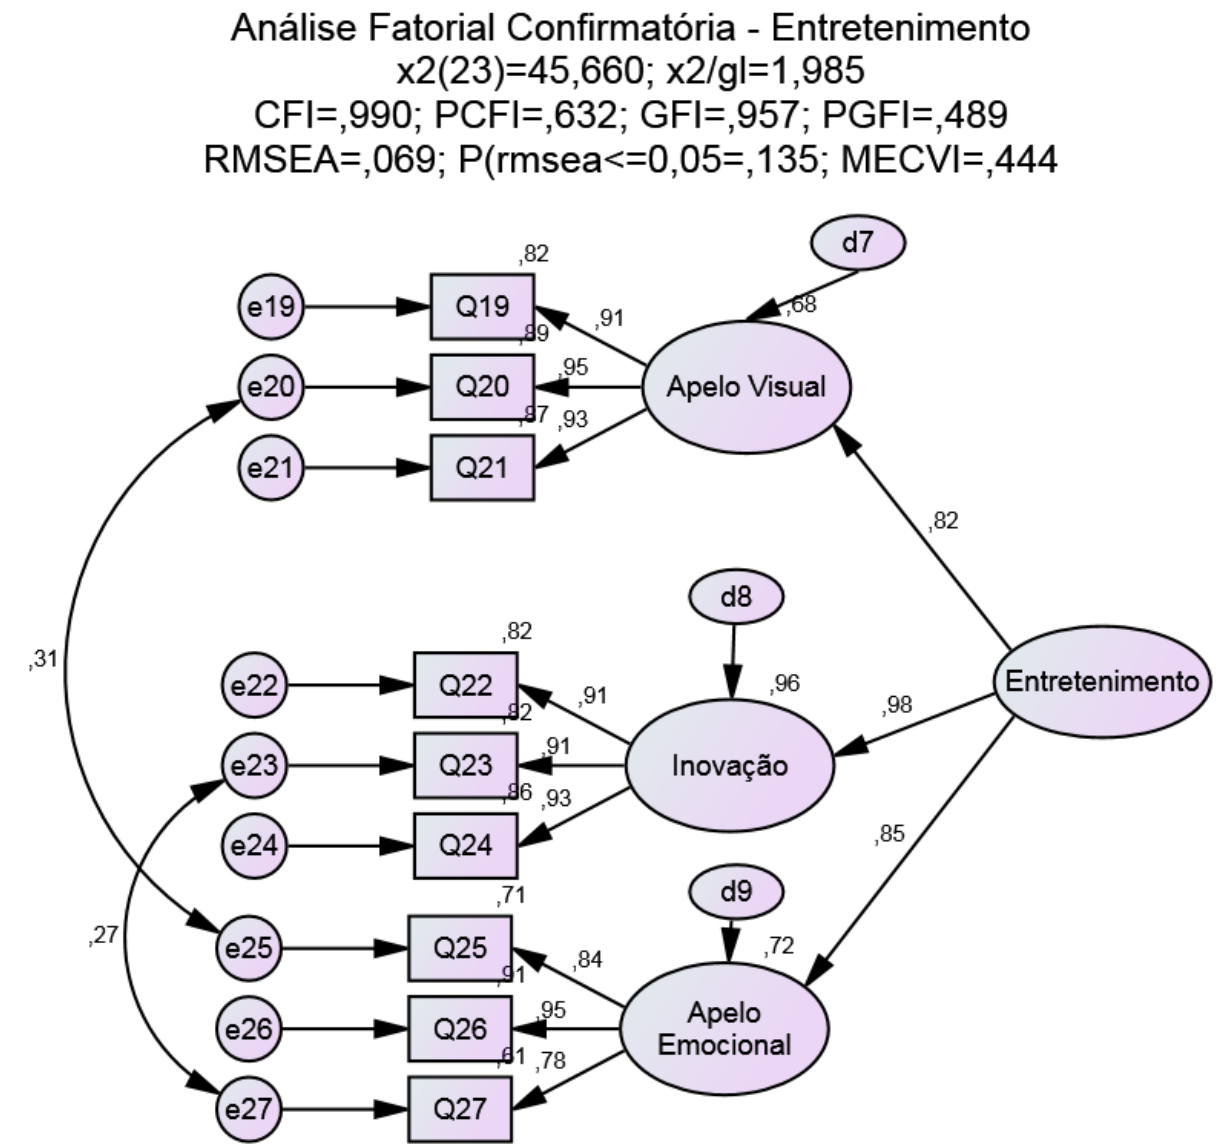 Análise Fatorial Confirmatória - Entretenimento
x2(23)=45,660; x2/gl=1,985
CFI=,990; PCFI=,632; GFI=,957; PGFI=,489
RMSEA=,069; P(rmsea<=0,05=,135; MECVI=,444
d7
,82
,68
e19
Q19
,91
,89
e20
Q20
,95
Apelo Visual
,87
,93
e21
Q21
,82
d8
,82
,31
e22
Q22
,91
,96
Entretenimento
,98
,82
e23
Q23
,91
Inovação
,86
,93
e24
Q24
,85
d9
,71
,27
e25
Q25
,84
,72
,91
e26
Q26
,95
Apelo
Emocional
,61
,78
e27
Q27